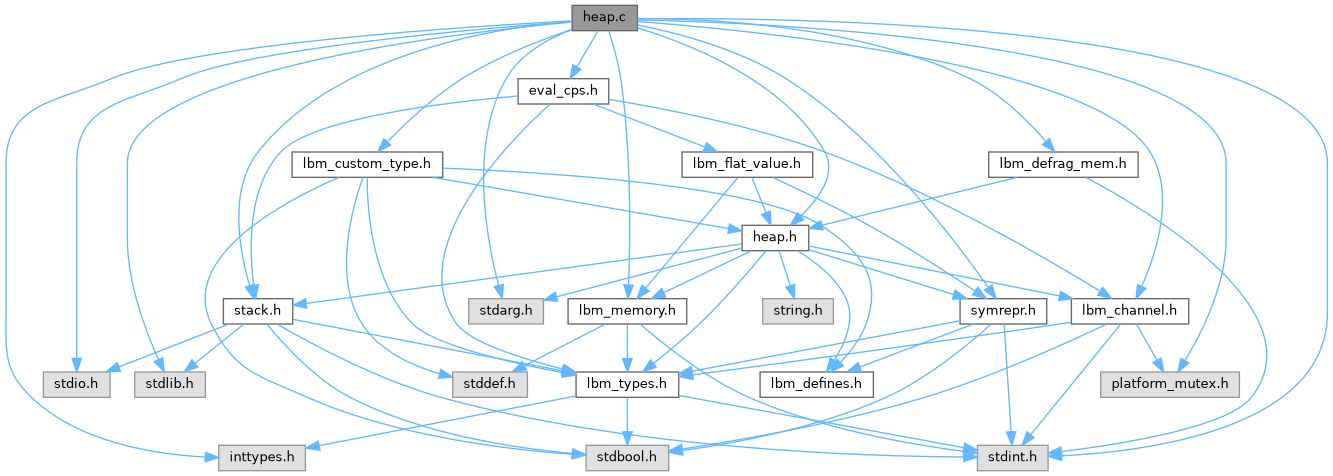 heap.c
eval_cps.h
lbm_custom_type.h
lbm_flat_value.h
lbm_defrag_mem.h
heap.h
stack.h
stdarg.h
lbm_memory.h
string.h
symrepr.h
lbm_channel.h
stdio.h
stdlib.h
stddef.h
lbm_types.h
lbm_defines.h
platform_mutex.h
inttypes.h
stdbool.h
stdint.h